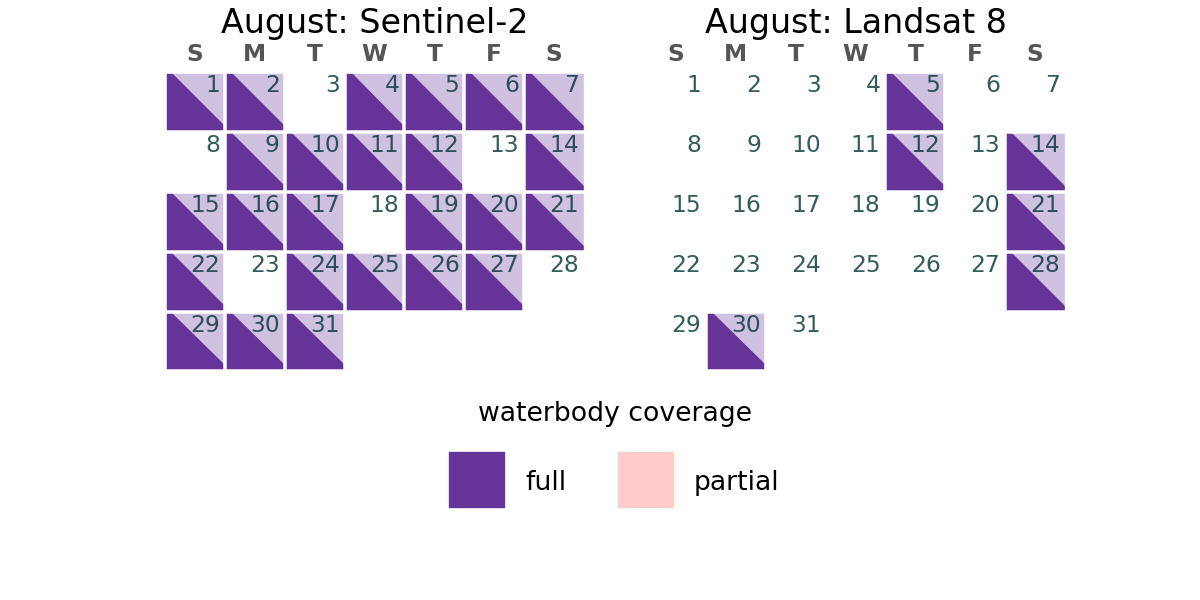 August: Sentinel-2
S M T W T F S
1 2 3 4 5 6 7
8 9 10 11 12 13 14
15 16 17 18 19 20 21
22 23 24 25 26 27 28
29 30 31
August: Landsat 8
S M T W T F S
1 2 3 4 5 6 7
8 9 10 11 12 13 14
15 16 17 18 19 20 21
22 23 24 25 26 27 28
29 30 31
waterbody coverage
full partial